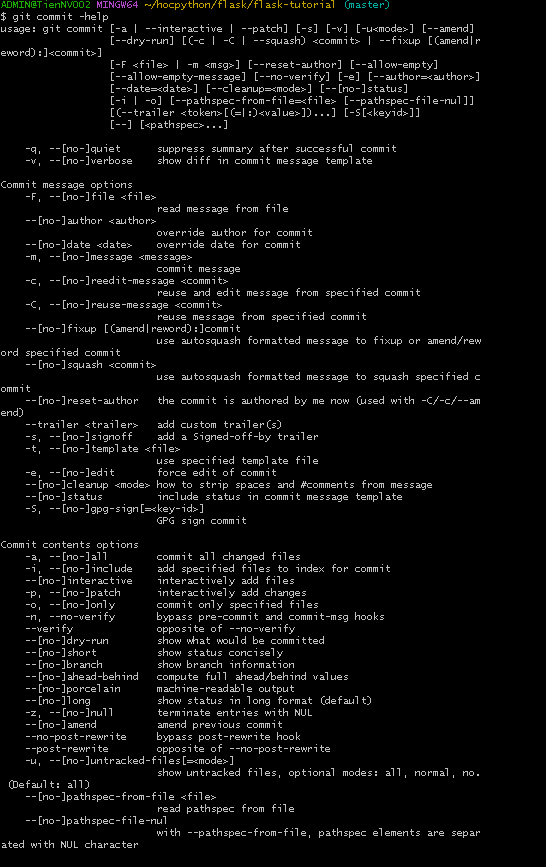 ADMIN@TienNV002 MINGW64 ~/hocpython/flask/flask-tutorial (master)
$ git commit -help
usage: git commit [-a | --interactive | --patch] [-s] [-v] [-u<mode>] [--amend]
                  [--dry-run] [(-c | -C | --squash) <commit> | --fixup [(amend|r
eword):]<commit>]
                  [-F <file> | -m <msg>] [--reset-author] [--allow-empty]
                  [--allow-empty-message] [--no-verify] [-e] [--author=<author>]
                  [--date=<date>] [--cleanup=<mode>] [--[no-]status]
                  [-i | -o] [--pathspec-from-file=<file> [--pathspec-file-nul]]
                  [(--trailer <token>[(=|:)<value>])...] [-S[<keyid>]]
                  [--] [<pathspec>...]

    -q, --[no-]quiet      suppress summary after successful commit
    -v, --[no-]verbose    show diff in commit message template

Commit message options
    -F, --[no-]file <file>
                          read message from file
    --[no-]author <author>
                          override author for commit
    --[no-]date <date>    override date for commit
    -m, --[no-]message <message>
                          commit message
    -c, --[no-]reedit-message <commit>
                          reuse and edit message from specified commit
    -C, --[no-]reuse-message <commit>
                          reuse message from specified commit
    --[no-]fixup [(amend|reword):]commit
                          use autosquash formatted message to fixup or amend/rew
ord specified commit
    --[no-]squash <commit>
                          use autosquash formatted message to squash specified c
ommit
    --[no-]reset-author   the commit is authored by me now (used with -C/-c/--am
end)
    --trailer <trailer>   add custom trailer(s)
    -s, --[no-]signoff    add a Signed-off-by trailer
    -t, --[no-]template <file>
                          use specified template file
    -e, --[no-]edit       force edit of commit
    --[no-]cleanup <mode> how to strip spaces and #comments from message
    --[no-]status         include status in commit message template
    -S, --[no-]gpg-sign[=<key-id>]
                          GPG sign commit

Commit contents options
    -a, --[no-]all        commit all changed files
    -i, --[no-]include    add specified files to index for commit
    --[no-]interactive    interactively add files
    -p, --[no-]patch      interactively add changes
    -o, --[no-]only       commit only specified files
    -n, --no-verify       bypass pre-commit and commit-msg hooks
    --verify              opposite of --no-verify
    --[no-]dry-run        show what would be committed
    --[no-]short          show status concisely
    --[no-]branch         show branch information
    --[no-]ahead-behind   compute full ahead/behind values
    --[no-]porcelain      machine-readable output
    --[no-]long           show status in long format (default)
    -z, --[no-]null       terminate entries with NUL
    --[no-]amend          amend previous commit
    --no-post-rewrite     bypass post-rewrite hook
    --post-rewrite        opposite of --no-post-rewrite
    -u, --[no-]untracked-files[=<mode>]
                          show untracked files, optional modes: all, normal, no.
 (Default: all)
    --[no-]pathspec-from-file <file>
                          read pathspec from file
    --[no-]pathspec-file-nul
                          with --pathspec-from-file, pathspec elements are separ
ated with NUL character